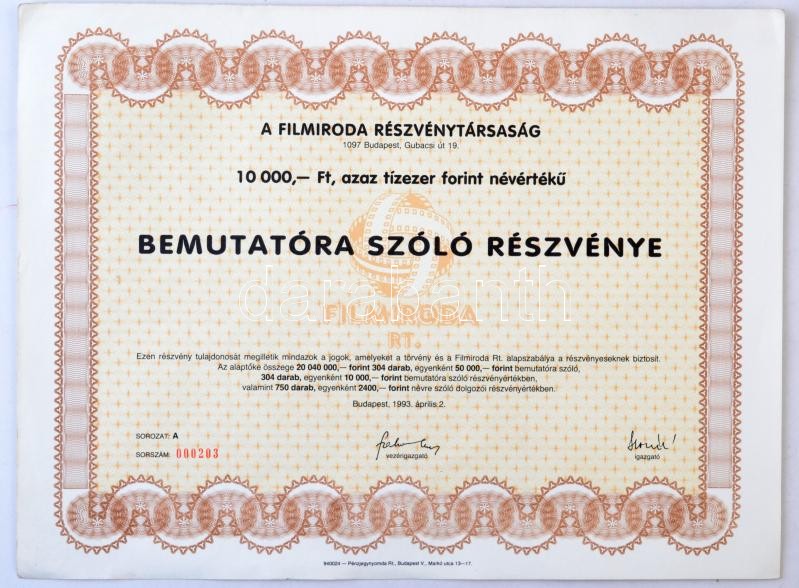 A FILMIRODA RÉSZVÉNYTÁRSASÁG
1097 Budapest, Gubacsi út 19.
10 000,— Ft, azaz tízezer forint névértékű
BEMUTATÓRA SZÓLÓ RÉSZVÉNYE
darabanth
FILMIRODA
RT.
Ezen részvény tulajdonosát megilletik mindazok a jogok, amelyeket a törvény és a Filmiroda Rt. alapszabálya a részvényeseknek biztosít.
Az alaptőke összege 20 040 000,— forint 304 darab, egyenként 50 000,— forint bemutatóra szóló,
304 darab, egyenként 10 000,— forint bemutatóra szóló részvényértékben,
valamint 750 darab, egyenként 2400,— forint névre szóló dolgozói részvényértékben.
Budapest, 1993. április 2.
SOROZAT: A
SORSZÁM: 000203
vezérigazgató
igazgató
940024 — Pénzjegynyomda Rt., Budapest V., Markó utca 13—17.